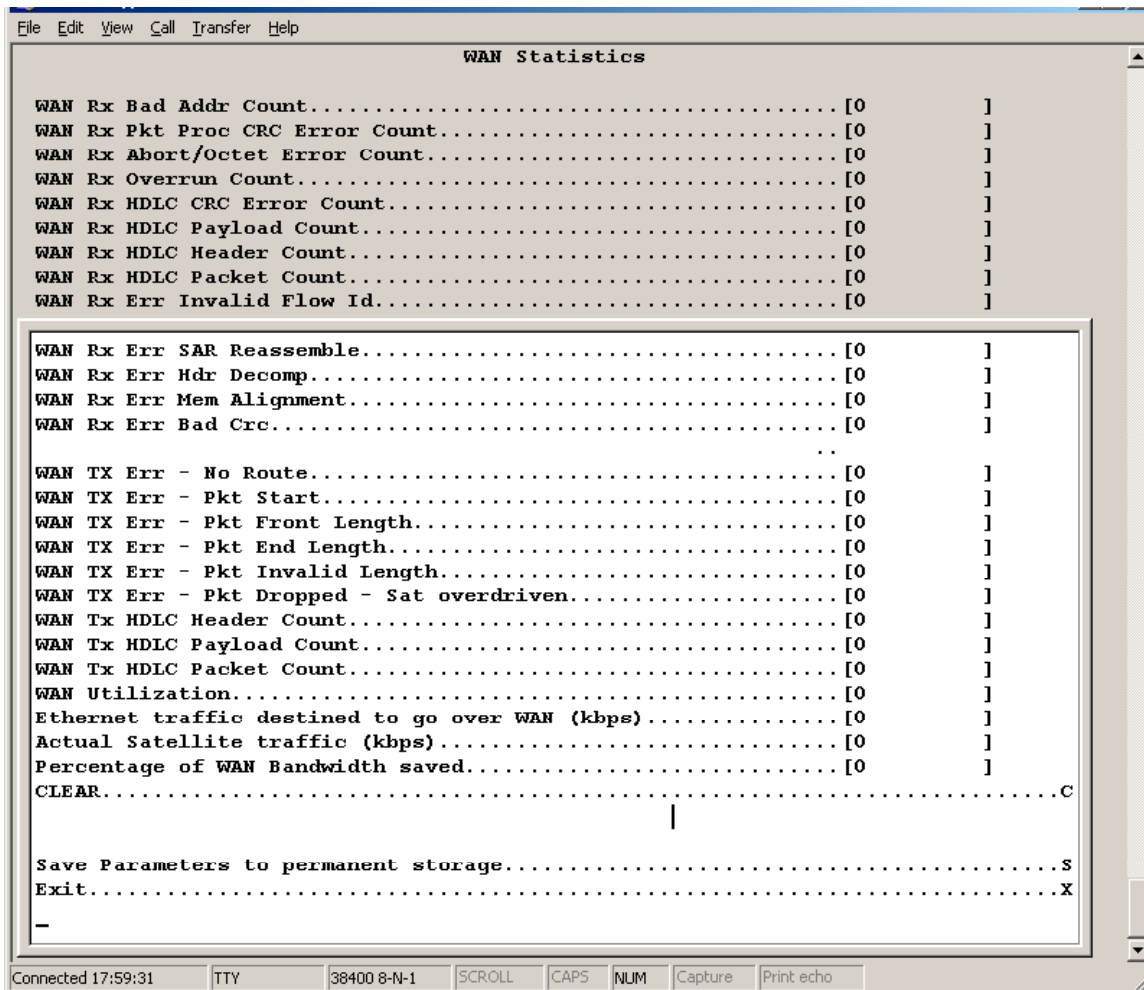 File Edit View Call Transfer Help
WAN Statistics
WAN Rx Bad Addr Count.........................................[0 ]
WAN Rx Pkt Proc CRC Error Count...............................[0 ]
WAN Rx Abort/Octet Error Count................................[0 ]
WAN Rx Overrun Count..........................................[0 ]
WAN Rx HDLC CRC Error Count...................................[0 ]
WAN Rx HDLC Payload Count.....................................[0 ]
WAN Rx HDLC Header Count......................................[0 ]
WAN Rx HDLC Packet Count......................................[0 ]
WAN Rx Err Invalid Flow Id....................................[0 ]
WAN Rx Err SAR Reassemble.....................................[0 ]
WAN Rx Err Hdr Decomp.........................................[0 ]
WAN Rx Err Mem Alignment......................................[0 ]
WAN Rx Err Bad Crc............................................[0 ]
..
WAN TX Err - No Route.........................................[0 ]
WAN TX Err - Pkt Start........................................[0 ]
WAN TX Err - Pkt Front Length.................................[0 ]
WAN TX Err - Pkt End Length...................................[0 ]
WAN TX Err - Pkt Invalid Length...............................[0 ]
WAN TX Err - Pkt Dropped - Sat overdriven.....................[0 ]
WAN Tx HDLC Header Count......................................[0 ]
WAN Tx HDLC Payload Count.....................................[0 ]
WAN Tx HDLC Packet Count......................................[0 ]
WAN Utilization...............................................[0 ]
Ethernet traffic destined to go over WAN (kbps)...............[0 ]
Actual Satellite traffic (kbps)...............................[0 ]
Percentage of WAN Bandwidth saved.............................[0 ]
CLEAR..........................................................................C
Save Parameters to permanent storage...........................................S
Exit...........................................................................X
Connected 17:59:31 TTY 38400 8-N-1 SCROLL CAPS NUM Capture Print echo